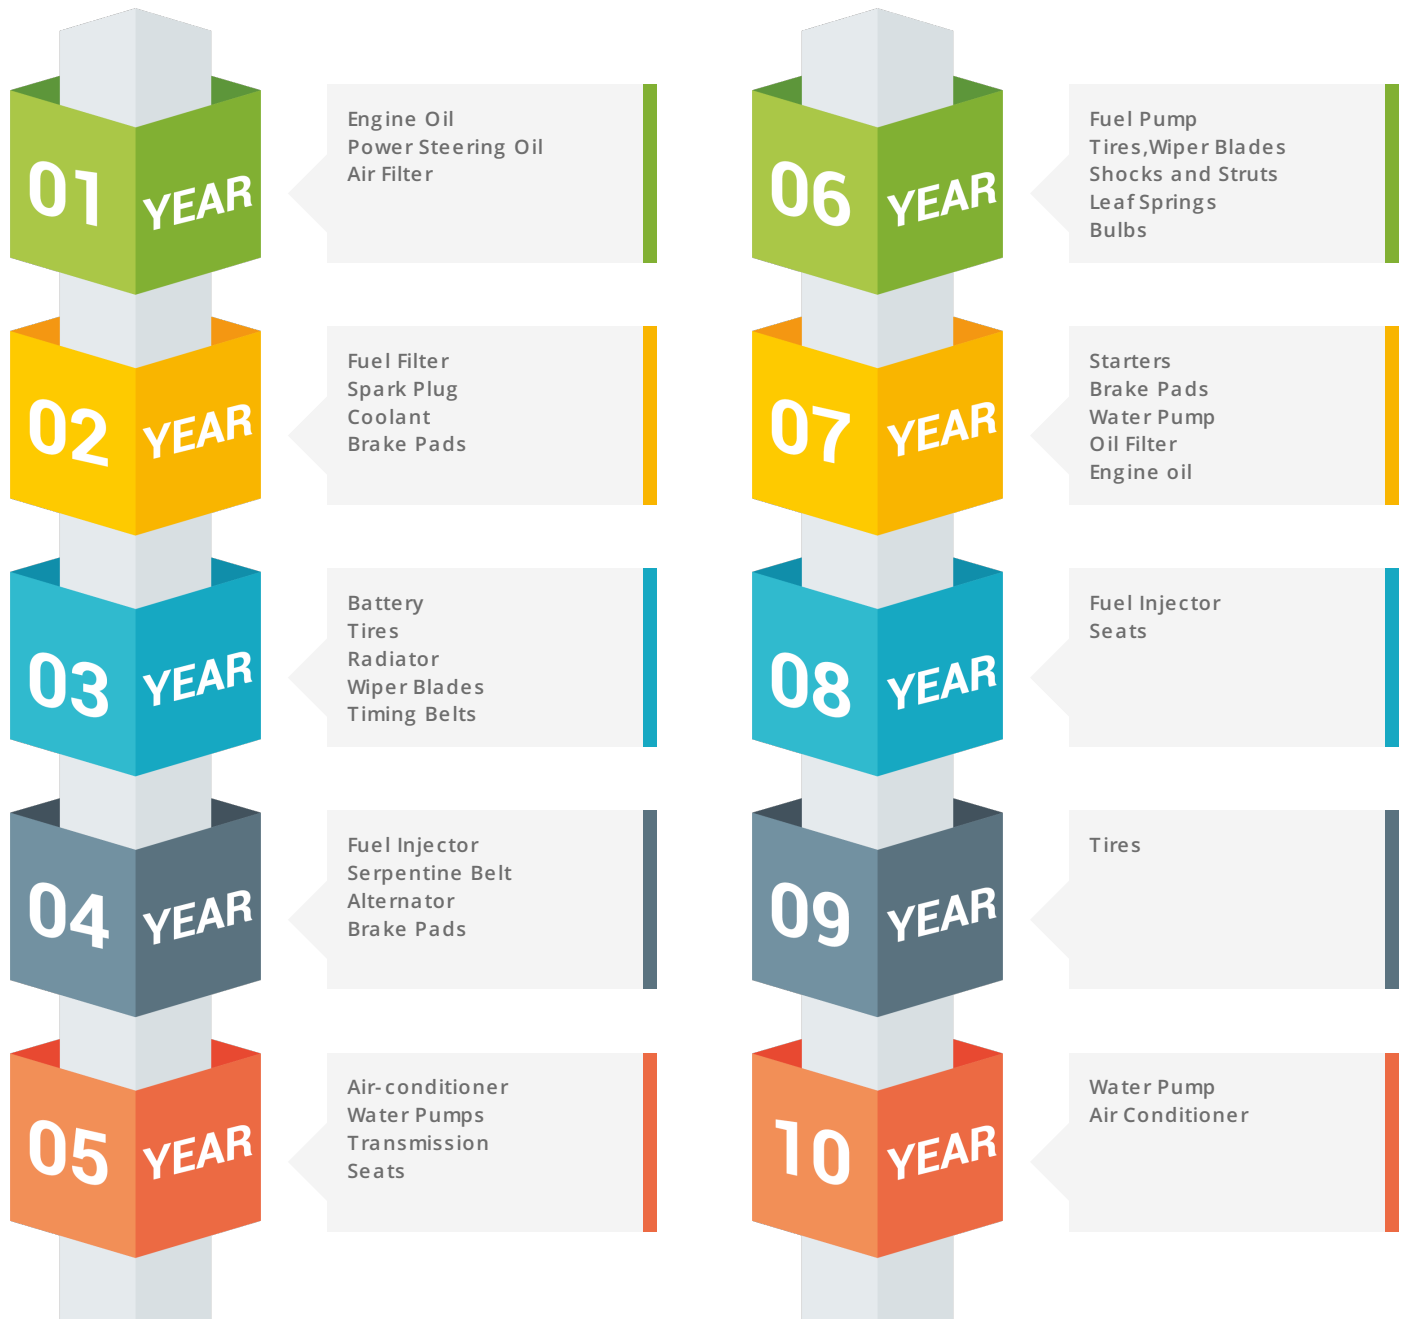 01 YEAR
Engine Oil
Power Steering Oil
Air Filter
02 YEAR
Fuel Filter
Spark Plug
Coolant
Brake Pads
03 YEAR
Battery
Tires
Radiator
Wiper Blades
Timing Belts
04 YEAR
Fuel Injector
Serpentine Belt
Alternator
Brake Pads
05 YEAR
Air-conditioner
Water Pumps
Transmission
Seats
06 YEAR
Fuel Pump
Tires,Wiper Blades
Shocks and Struts
Leaf Springs
Bulbs
07 YEAR
Starters
Brake Pads
Water Pump
Oil Filter
Engine oil
08 YEAR
Fuel Injector
Seats
09 YEAR
Tires
10 YEAR
Water Pump
Air Conditioner